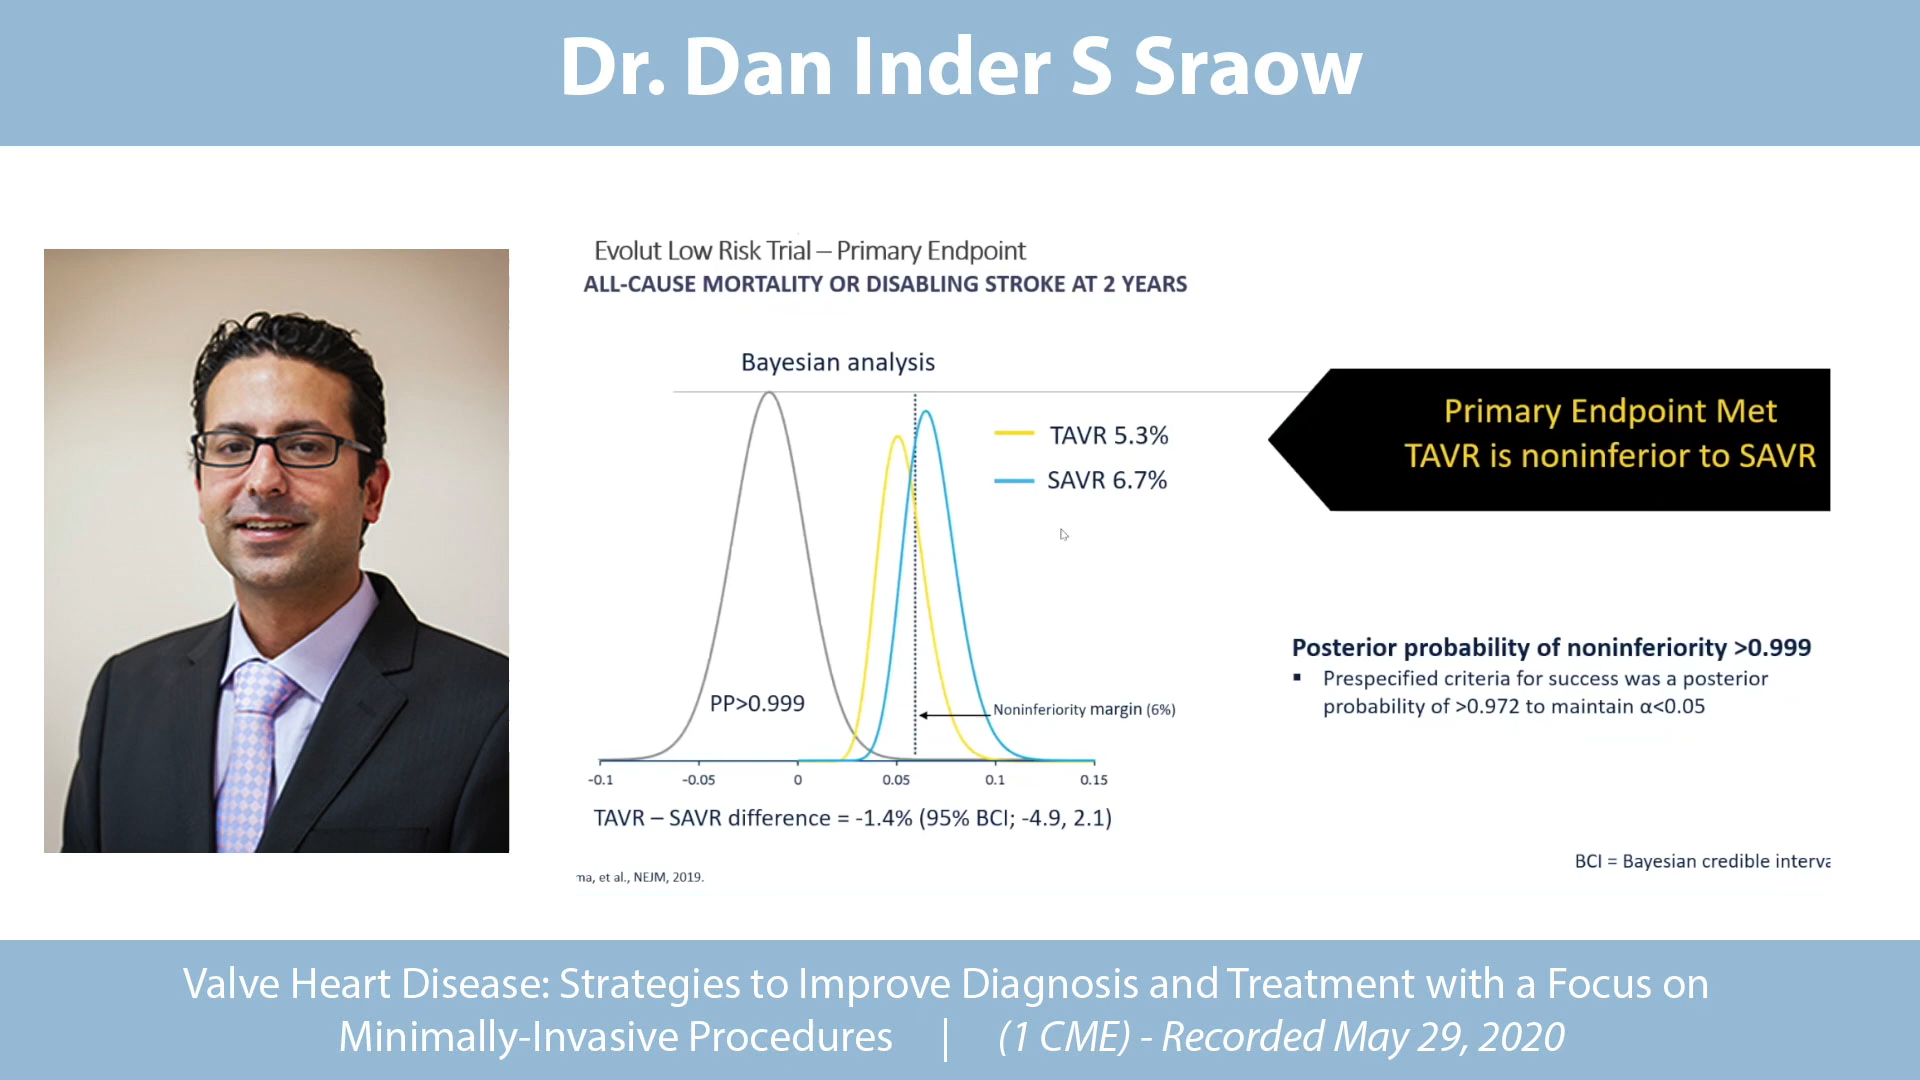 Dr. Dan Inder S Sraow
Evolut Low Risk Trial – Primary Endpoint
ALL-CAUSE MORTALITY OR DISABLING STROKE AT 2 YEARS
Bayesian analysis
TAVR 5.3%
SAVR 6.7%
PP>0.999
Noninferiority margin (6%)
-0.1 -0.05 0 0.05 0.1 0.15
TAVR – SAVR difference = -1.4% (95% BCI; -4.9, 2.1)
ma, et al., NEJM, 2019.
Primary Endpoint Met
TAVR is noninferior to SAVR
Posterior probability of noninferiority >0.999
▪ Prespecified criteria for success was a posterior
probability of >0.972 to maintain α<0.05
BCI = Bayesian credible interva
Valve Heart Disease: Strategies to Improve Diagnosis and Treatment with a Focus on
Minimally-Invasive Procedures | (1 CME) - Recorded May 29, 2020